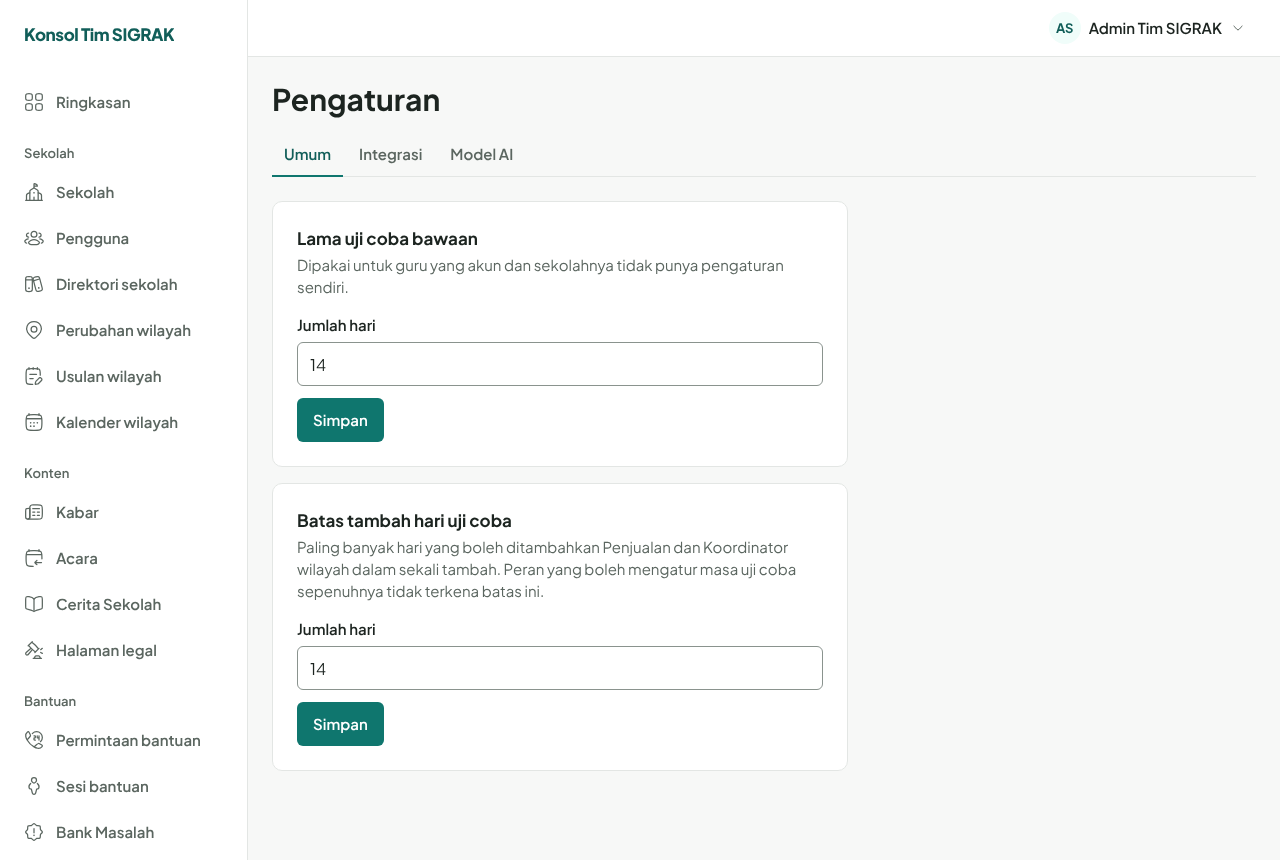 Konsol Tim SIGRAK
AS Admin Tim SIGRAK
Ringkasan
Sekolah
Sekolah
Pengguna
Direktori sekolah
Perubahan wilayah
Usulan wilayah
Kalender wilayah
Konten
Kabar
Acara
Cerita Sekolah
Halaman legal
Bantuan
Permintaan bantuan
Sesi bantuan
Bank Masalah
Pengaturan
Umum Integrasi Model AI
Lama uji coba bawaan
Dipakai untuk guru yang akun dan sekolahnya tidak punya pengaturan
sendiri.
Jumlah hari
14
Simpan
Batas tambah hari uji coba
Paling banyak hari yang boleh ditambahkan Penjualan dan Koordinator
wilayah dalam sekali tambah. Peran yang boleh mengatur masa uji coba
sepenuhnya tidak terkena batas ini.
Jumlah hari
14
Simpan